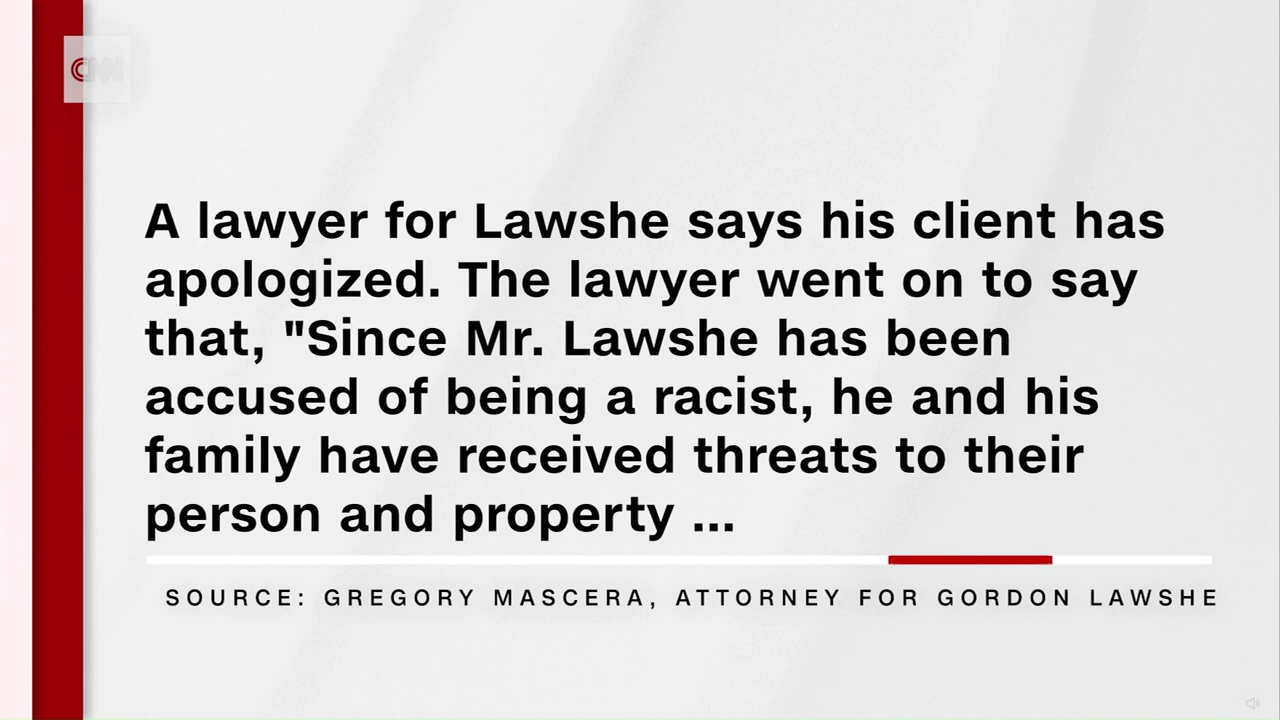 CNN
A lawyer for Lawshe says his client has
apologized. The lawyer went on to say
that, "Since Mr. Lawshe has been
accused of being a racist, he and his
family have received threats to their
person and property ...
SOURCE: GREGORY MASCERA, ATTORNEY FOR GORDON LAWSHE